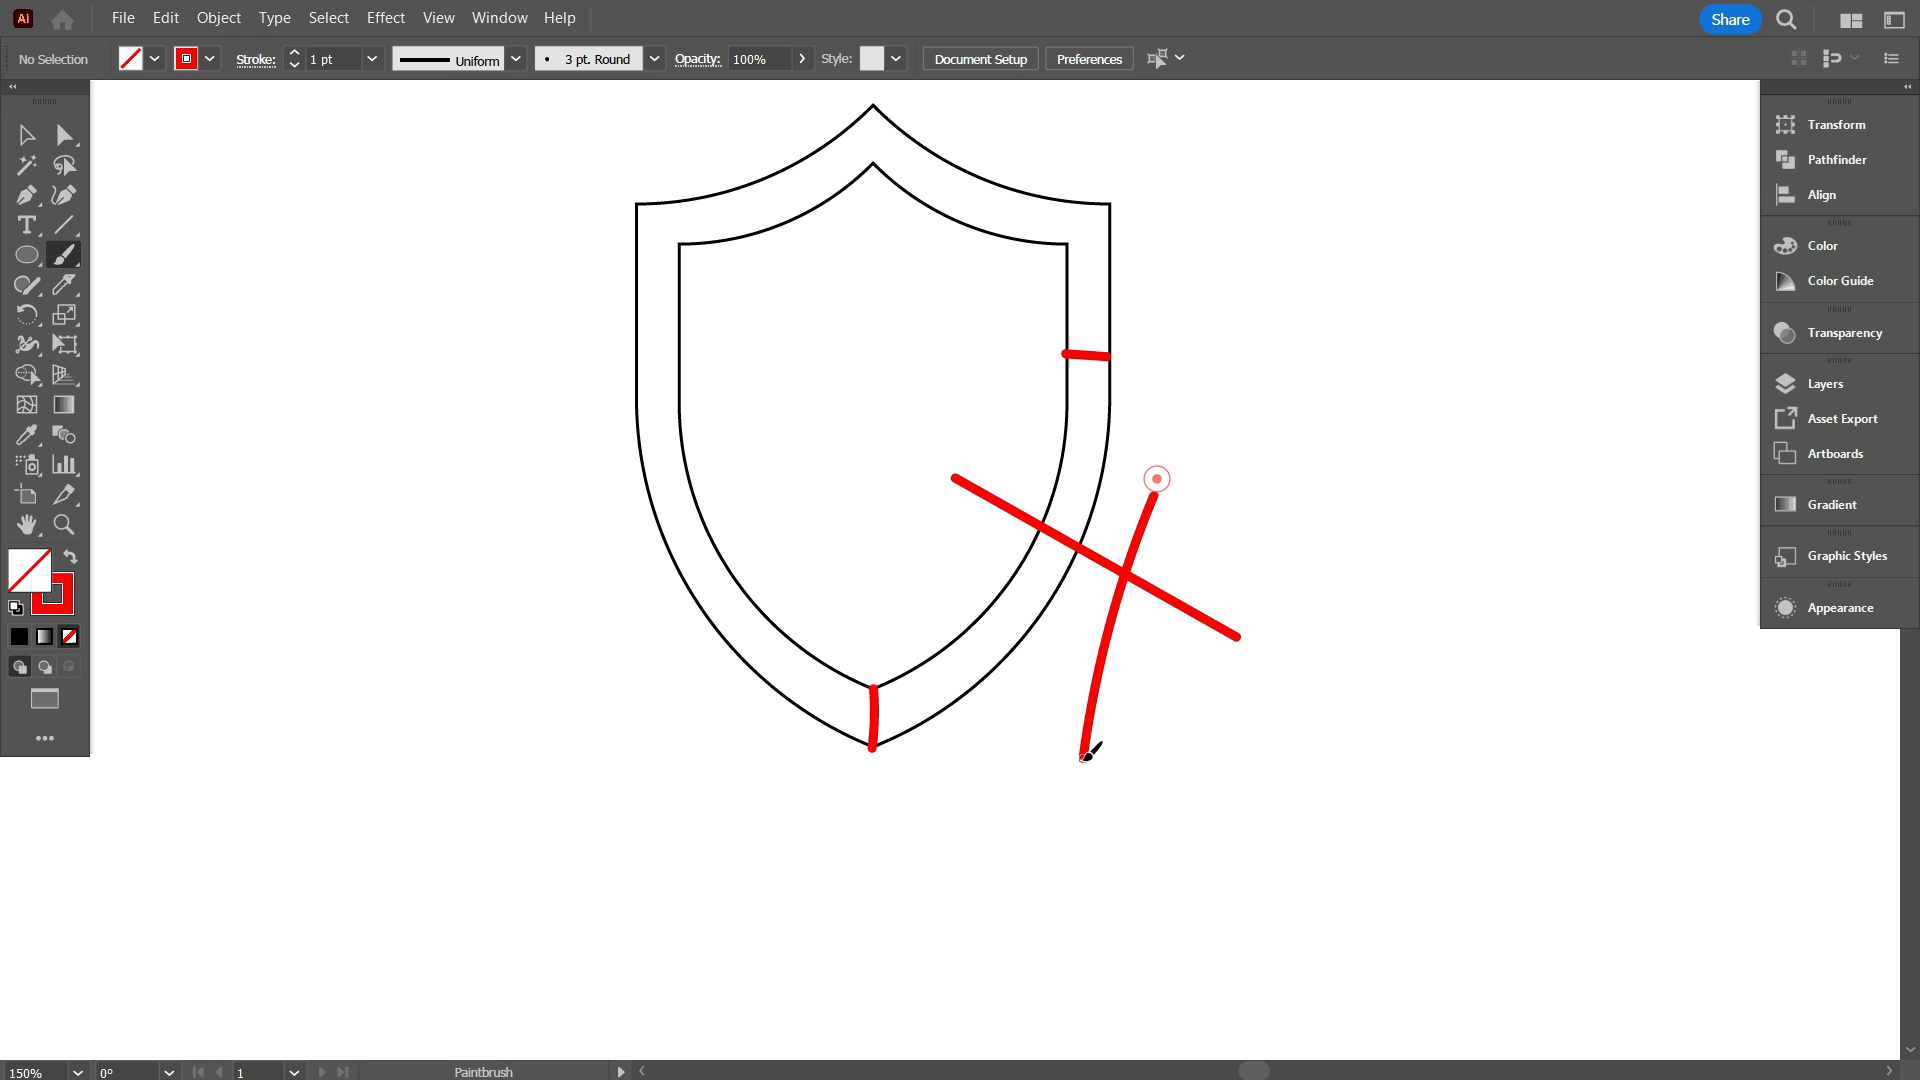 Ai File Edit Object Type Select Effect View Window Help Share
No Selection Stroke: 1 pt Uniform 3 pt. Round Opacity: 100% Style: Document Setup Preferences
Transform
Pathfinder
Align
Color
Color Guide
Transparency
Layers
Asset Export
Artboards
Gradient
Graphic Styles
Appearance
150% 0° 1 Paintbrush